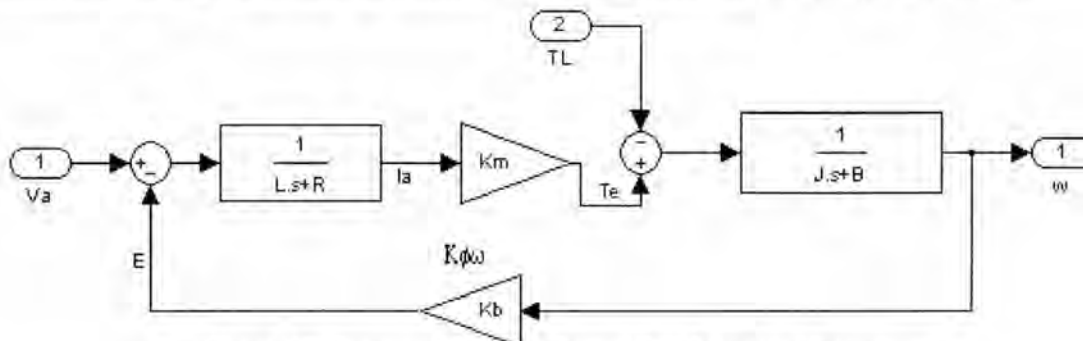 2
TL
1
Va
+
−
1
L.s+R
Ia
Km
Te
−
+
1
J.s+B
1
w
E
Kϕω
Kb